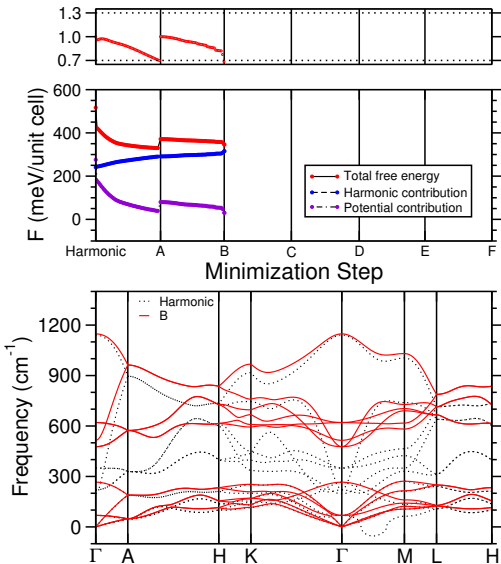 1.3
1.0
0.7
600
400
200
0
F (meV/unit cell)
Total free energy
Harmonic contribution
Potential contribution
Harmonic A B C D E F
Minimization Step
Harmonic
B
1200
900
600
300
0
Frequency (cm⁻¹)
Γ A H K Γ M L H